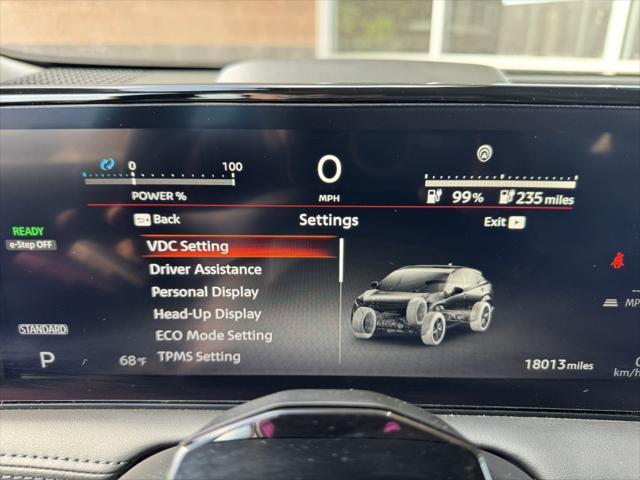 0 100
POWER %
0
MPH
99% 235 miles
Back Settings Exit
READY
e-Step OFF
VDC Setting
Driver Assistance
Personal Display
Head-Up Display
ECO Mode Setting
TPMS Setting
STANDARD
P
68°F
18013 miles
km/h